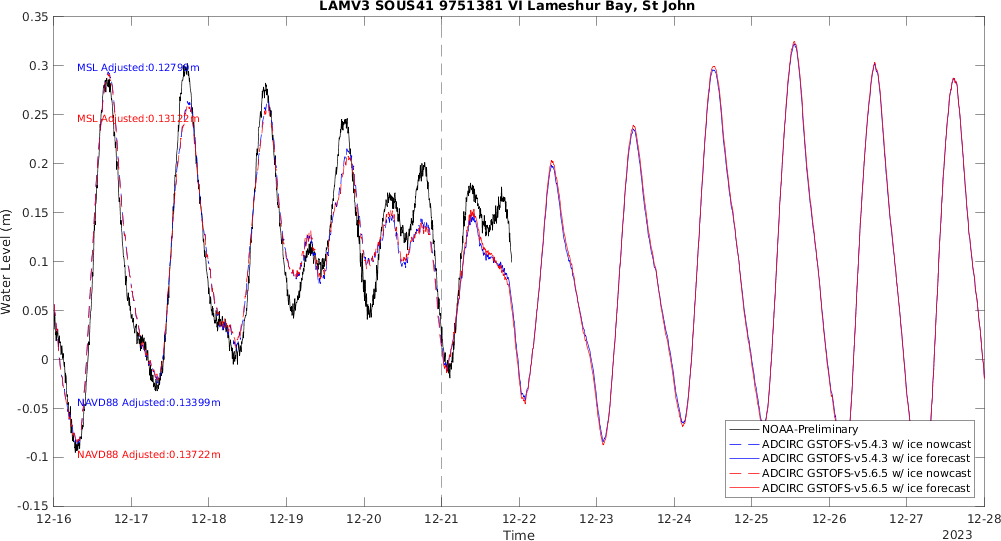 LAMV3 SOUS41 9751381 VI Lameshur Bay, St John
0.35
0.3
0.25
0.2
0.15
0.1
0.05
0
-0.05
-0.1
-0.15
Water Level (m)
MSL Adjusted:0.12799m
MSL Adjusted:0.13122m
NAVD88 Adjusted:0.13399m
NAVD88 Adjusted:0.13722m
NOAA-Preliminary
ADCIRC GSTOFS-v5.4.3 w/ ice nowcast
ADCIRC GSTOFS-v5.4.3 w/ ice forecast
ADCIRC GSTOFS-v5.6.5 w/ ice nowcast
ADCIRC GSTOFS-v5.6.5 w/ ice forecast
12-16 12-17 12-18 12-19 12-20 12-21 12-22 12-23 12-24 12-25 12-26 12-27 12-28
Time
2023